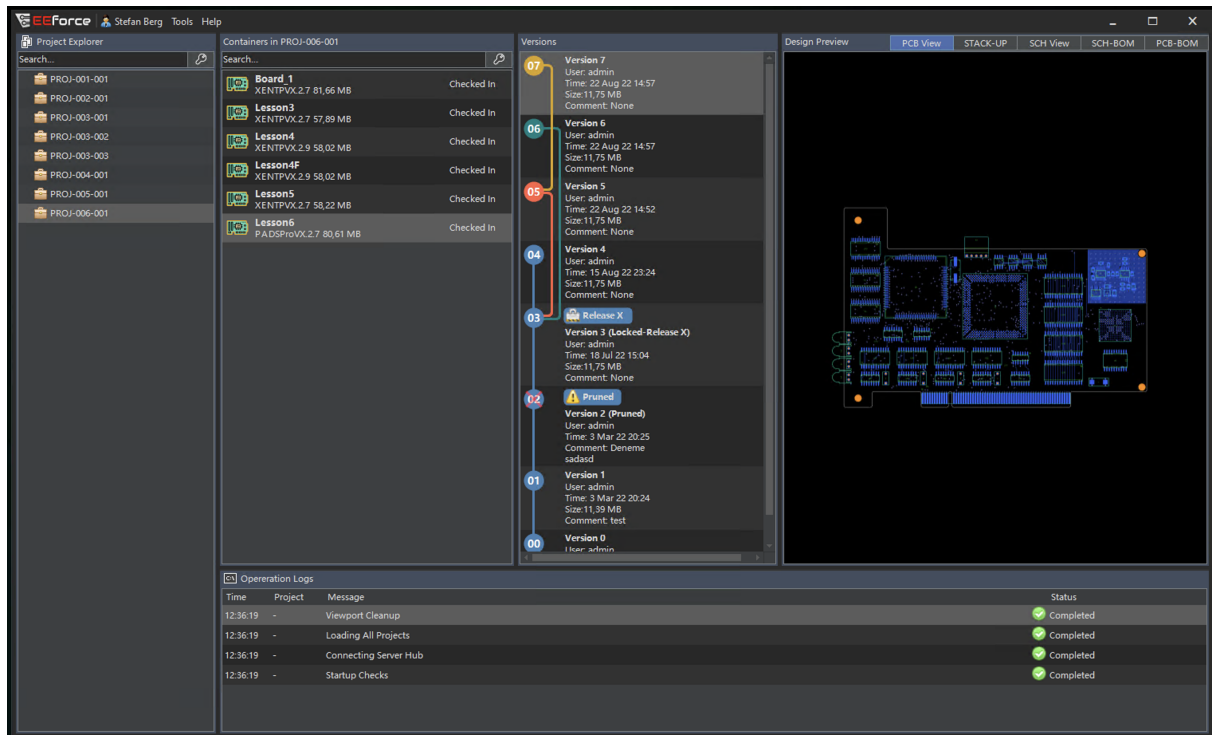 EEForce Stefan Berg Tools Help
Project Explorer
Search...
PROJ-001-001
PROJ-002-001
PROJ-003-001
PROJ-003-002
PROJ-003-003
PROJ-004-001
PROJ-005-001
PROJ-006-001
Containers in PROJ-006-001
Search...
Board_1
XENTPVX.2.7 81,66 MB Checked In
Lesson3
XENTPVX.2.7 57,89 MB Checked In
Lesson4
XENTPVX.2.9 58,02 MB Checked In
Lesson4F
XENTPVX.2.9 58,02 MB Checked In
Lesson5
XENTPVX.2.7 58,22 MB Checked In
Lesson6
PADSProVX.2.7 80,61 MB Checked In
Versions
07 Version 7
User: admin
Time: 22 Aug 22 14:57
Size:11,75 MB
Comment: None
06 Version 6
User: admin
Time: 22 Aug 22 14:57
Size:11,75 MB
Comment: None
05 Version 5
User: admin
Time: 22 Aug 22 14:52
Size:11,75 MB
Comment: None
04 Version 4
User: admin
Time: 15 Aug 22 23:24
Size:11,75 MB
Comment: None
03 Release X
Version 3 (Locked-Release X)
User: admin
Time: 18 Jul 22 15:04
Size:11,75 MB
Comment: None
02 Pruned
Version 2 (Pruned)
User: admin
Time: 3 Mar 22 20:25
Comment: Deneme
sadasd
01 Version 1
User: admin
Time: 3 Mar 22 20:24
Size:11,39 MB
Comment: test
00 Version 0
User: admin
Design Preview PCB View STACK-UP SCH View SCH-BOM PCB-BOM
Opereration Logs
Time Project Message Status
12:36:19 - Viewport Cleanup Completed
12:36:19 - Loading All Projects Completed
12:36:19 - Connecting Server Hub Completed
12:36:19 - Startup Checks Completed